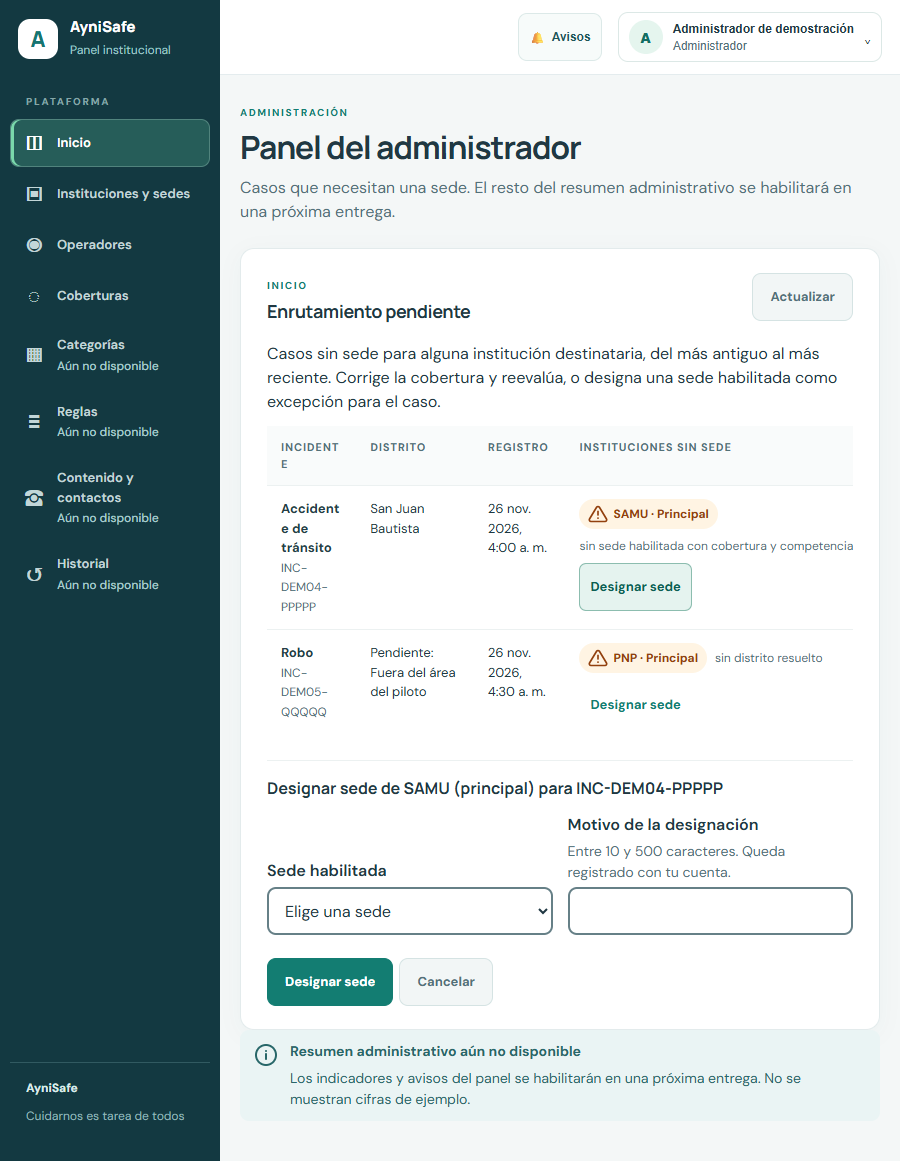 A
AyniSafe
Panel institucional
PLATAFORMA
Inicio
Instituciones y sedes
Operadores
Coberturas
Categorías
Aún no disponible
Reglas
Aún no disponible
Contenido y
contactos
Aún no disponible
Historial
Aún no disponible
AyniSafe
Cuidarnos es tarea de todos
Avisos
A
Administrador de demostración
Administrador
ADMINISTRACIÓN
Panel del administrador
Casos que necesitan una sede. El resto del resumen administrativo se habilitará en
una próxima entrega.
INICIO
Enrutamiento pendiente
Actualizar
Casos sin sede para alguna institución destinataria, del más antiguo al más
reciente. Corrige la cobertura y reevalúa, o designa una sede habilitada como
excepción para el caso.
INCIDENT
E
DISTRITO
REGISTRO
INSTITUCIONES SIN SEDE
Accident
e de
tránsito
INC-
DEM04-
PPPPP
San Juan
Bautista
26 nov.
2026,
4:00 a. m.
SAMU · Principal
sin sede habilitada con cobertura y competencia
Designar sede
Robo
INC-
DEM05-
QQQQQ
Pendiente:
Fuera del área
del piloto
26 nov.
2026,
4:30 a. m.
PNP · Principal
sin distrito resuelto
Designar sede
Designar sede de SAMU (principal) para INC-DEM04-PPPPP
Sede habilitada
Elige una sede
Motivo de la designación
Entre 10 y 500 caracteres. Queda
registrado con tu cuenta.
Designar sede
Cancelar
Resumen administrativo aún no disponible
Los indicadores y avisos del panel se habilitarán en una próxima entrega. No se
muestran cifras de ejemplo.